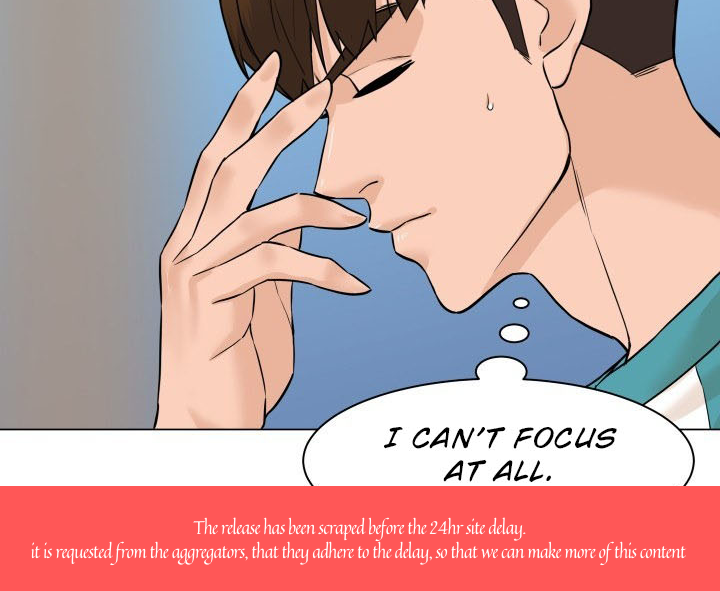 I CAN'T FOCUS
AT ALL.
The release has been scraped before the 24hr site delay.
it is requested from the aggregators, that they adhere to the delay, so that we can make more of this content